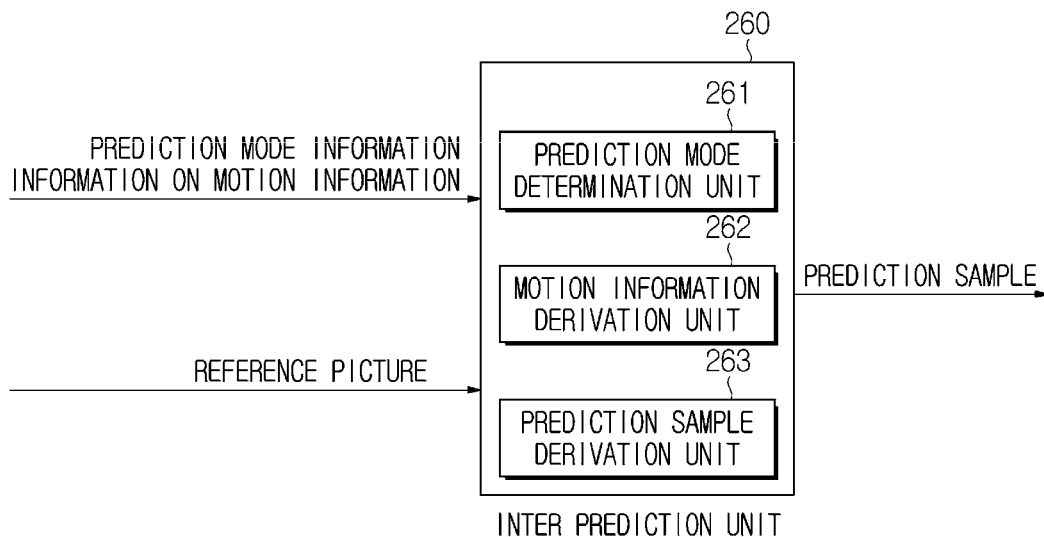 260
261
PREDICTION MODE INFORMATION
INFORMATION ON MOTION INFORMATION
PREDICTION MODE
DETERMINATION UNIT
262
MOTION INFORMATION
DERIVATION UNIT
PREDICTION SAMPLE
REFERENCE PICTURE
263
PREDICTION SAMPLE
DERIVATION UNIT
INTER PREDICTION UNIT